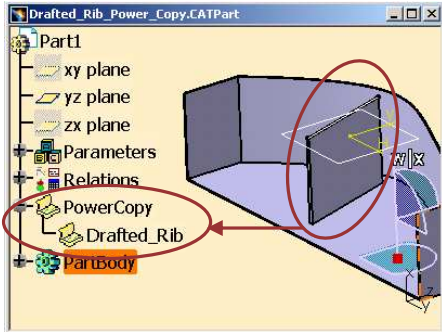 Drafted_Rib_Power_Copy.CATPart
Part1
xy plane
yz plane
zx plane
Parameters
Relations
PowerCopy
Drafted_Rib
PartBody
w|x
y
x
z